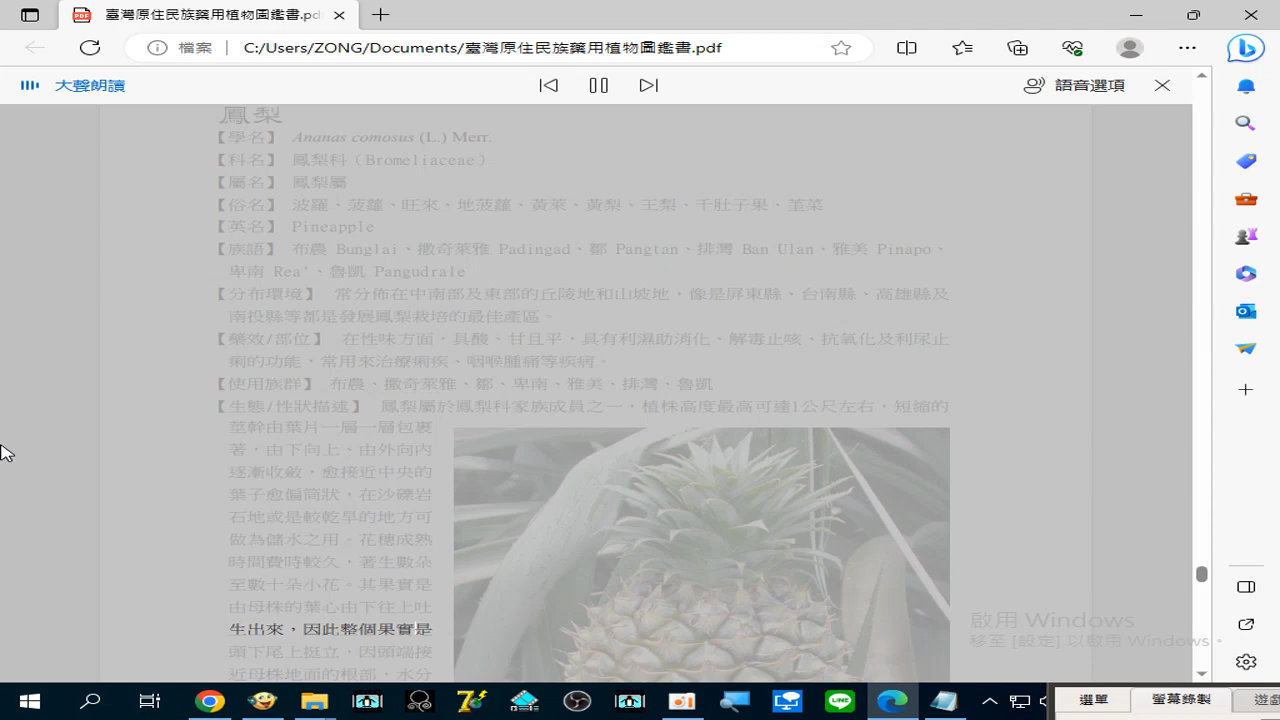 臺灣原住民族藥用植物圖鑑書.pdf
檔案
C:/Users/ZONG/Documents/臺灣原住民族藥用植物圖鑑書.pdf
大聲朗讀
語音選項
鳳梨
【學名】 Ananas comosus (L.) Merr.
【科名】 鳳梨科（Bromeliaceae）
【屬名】 鳳梨屬
【俗名】 波羅、菠蘿、旺來、地菠蘿、黃萊、黃梨、王梨、千肚子果、草菜
【英名】 Pineapple
【族語】 布農 Bunglai、撒奇萊雅 Padingad、鄒 Pangtan、排灣 Ban Ulan、雅美 Pinapo、
卑南 Rea'、魯凱 Pangudrale
【分布環境】 常分佈在中南部及東部的丘陵地和山坡地，像是屏東縣、台南縣、高雄縣及
南投縣等都是發展鳳梨栽培的最佳產區。
【藥效/部位】 在性味方面，具酸、甘且平，具有利濕助消化、解毒止咳、抗氧化及利尿止
痢的功能，常用來治療痢疾、咽喉腫痛等疾病。
【使用族群】 布農、撒奇萊雅、鄒、卑南、雅美、排灣、魯凱
【生態/性狀描述】 鳳梨屬於鳳梨科家族成員之一，植株高度最高可達1公尺左右，短縮的
莖幹由葉片一層一層包裹
著，由下向上、由外向內
逐漸收斂，愈接近中央的
葉子愈偏筒狀，在沙礫岩
石地或是較乾旱的地方可
做為儲水之用。花穗成熟
時間費時較久，著生數朵
至數十朵小花。其果實是
由母株的葉心由下往上吐
生出來，因此整個果實是
頭下尾上挺立、因頭端接
近母株地面的根部，水分
啟用 Windows
移至 [設定] 以啟用 Windows。
選單
螢幕錄製